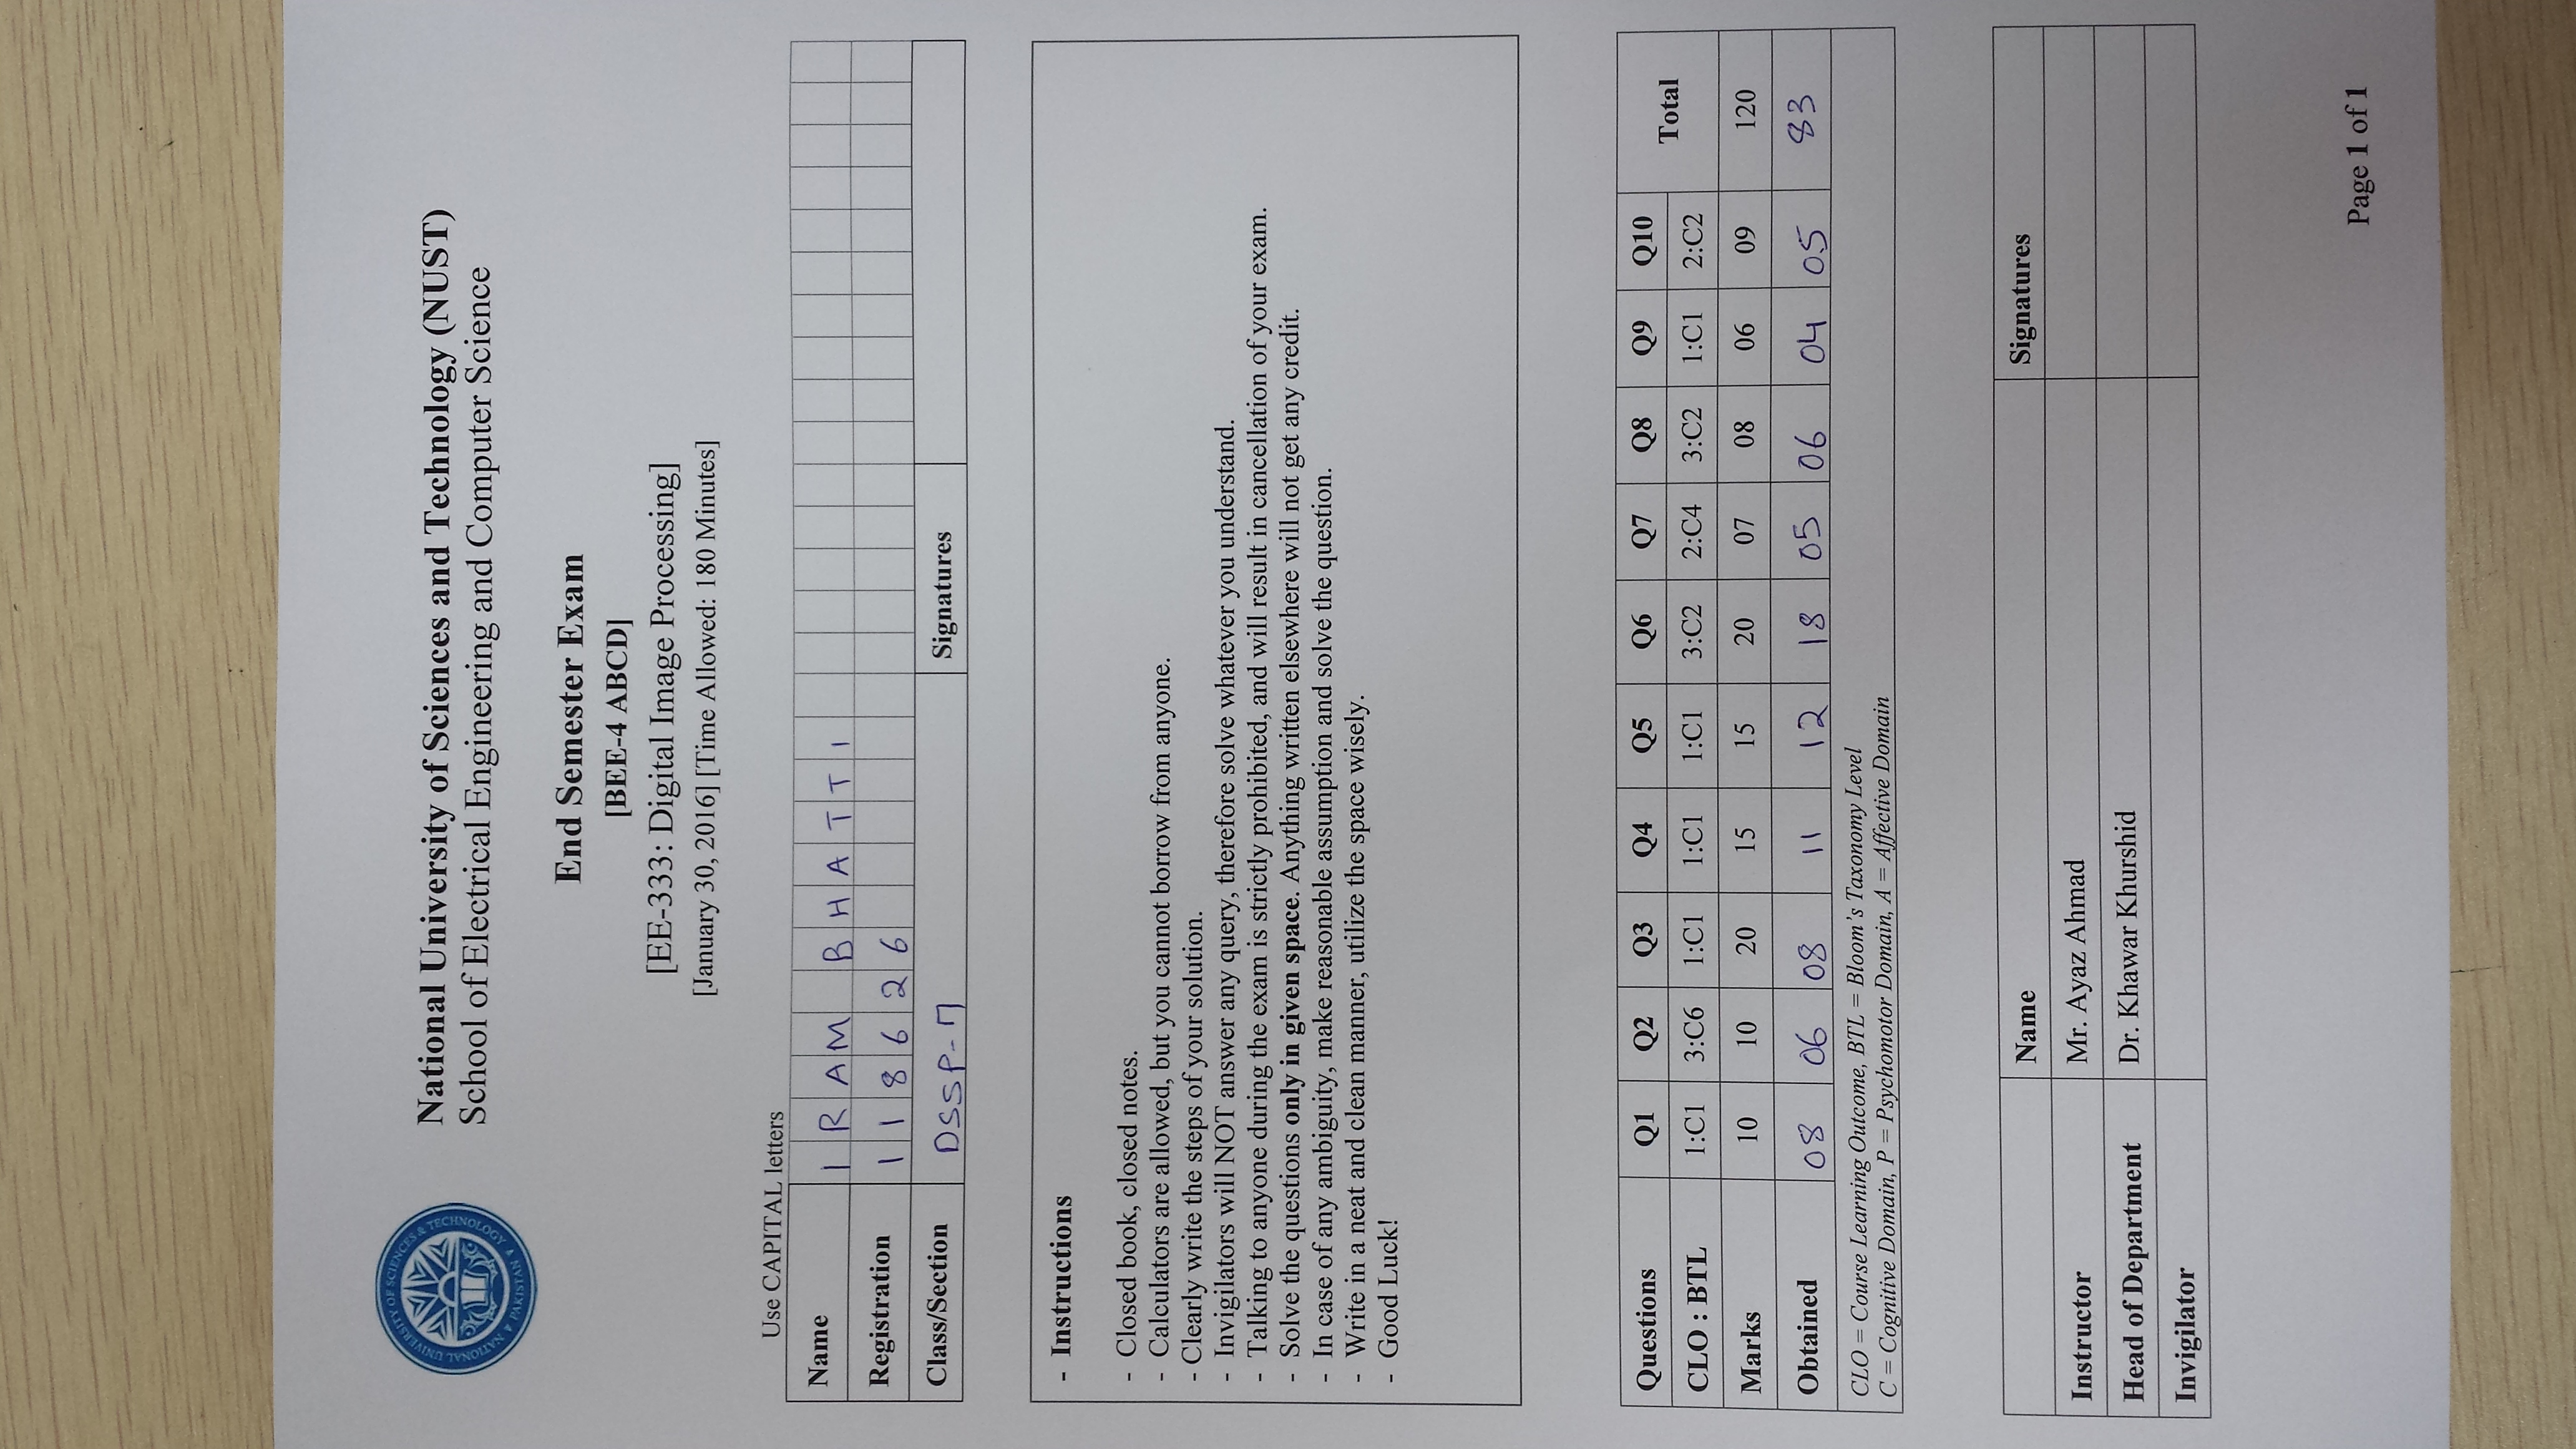 NATIONAL UNIVERSITY OF SCIENCES & TECHNOLOGY
PAKISTAN
National University of Sciences and Technology (NUST)
School of Electrical Engineering and Computer Science
End Semester Exam
[BEE-4 ABCD]
[EE-333: Digital Image Processing]
[January 30, 2016] [Time Allowed: 180 Minutes]
Use CAPITAL letters
Name IRAM BHATTI
Registration 118626
Class/Section DSSP-7 Signatures
- Instructions
- Closed book, closed notes.
- Calculators are allowed, but you cannot borrow from anyone.
- Clearly write the steps of your solution.
- Invigilators will NOT answer any query, therefore solve whatever you understand.
- Talking to anyone during the exam is strictly prohibited, and will result in cancellation of your exam.
- Solve the questions only in given space. Anything written elsewhere will not get any credit.
- In case of any ambiguity, make reasonable assumption and solve the question.
- Write in a neat and clean manner, utilize the space wisely.
- Good Luck!
Questions Q1 Q2 Q3 Q4 Q5 Q6 Q7 Q8 Q9 Q10 Total
CLO : BTL 1:C1 3:C6 1:C1 1:C1 1:C1 3:C2 2:C4 3:C2 1:C1 2:C2
Marks 10 10 20 15 15 20 07 08 06 09 120
Obtained 08 06 08 11 12 18 05 06 04 05 83
CLO = Course Learning Outcome, BTL = Bloom's Taxonomy Level
C = Cognitive Domain, P = Psychomotor Domain, A = Affective Domain
Name Signatures
Instructor Mr. Ayaz Ahmad
Head of Department Dr. Khawar Khurshid
Invigilator
Page 1 of 1